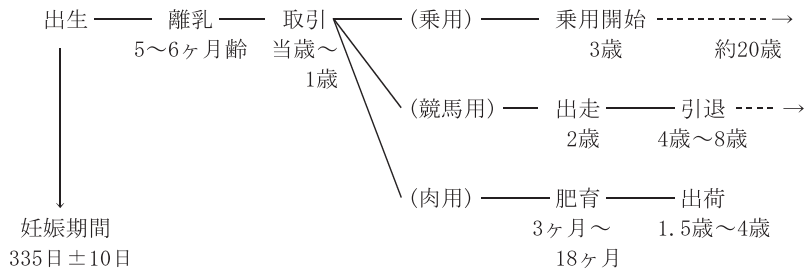 出生 離乳 取引 (乗用) 乗用開始
5～6ヶ月齢 当歳～ 3歳 約20歳
1歳
(競馬用) 出走 引退
2歳 4歳～8歳
(肉用) 肥育 出荷
妊娠期間 3ヶ月～ 1.5歳～4歳
335日±10日 18ヶ月